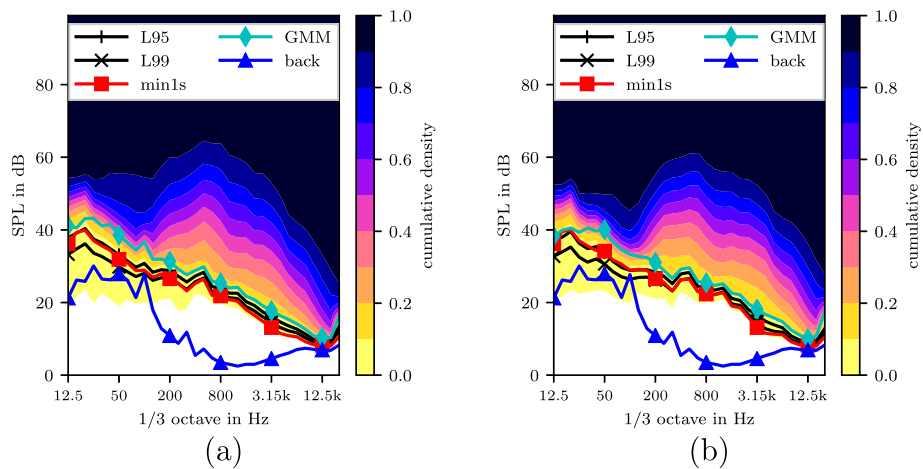 L95
L99
min1s
GMM
back
80
60
40
20
0
SPL in dB
12.5 50 200 800 3.15k 12.5k
1/3 octave in Hz
1.0
0.8
0.6
0.4
0.2
0.0
cumulative density
(a)
L95
L99
min1s
GMM
back
80
60
40
20
0
SPL in dB
12.5 50 200 800 3.15k 12.5k
1/3 octave in Hz
1.0
0.8
0.6
0.4
0.2
0.0
cumulative density
(b)